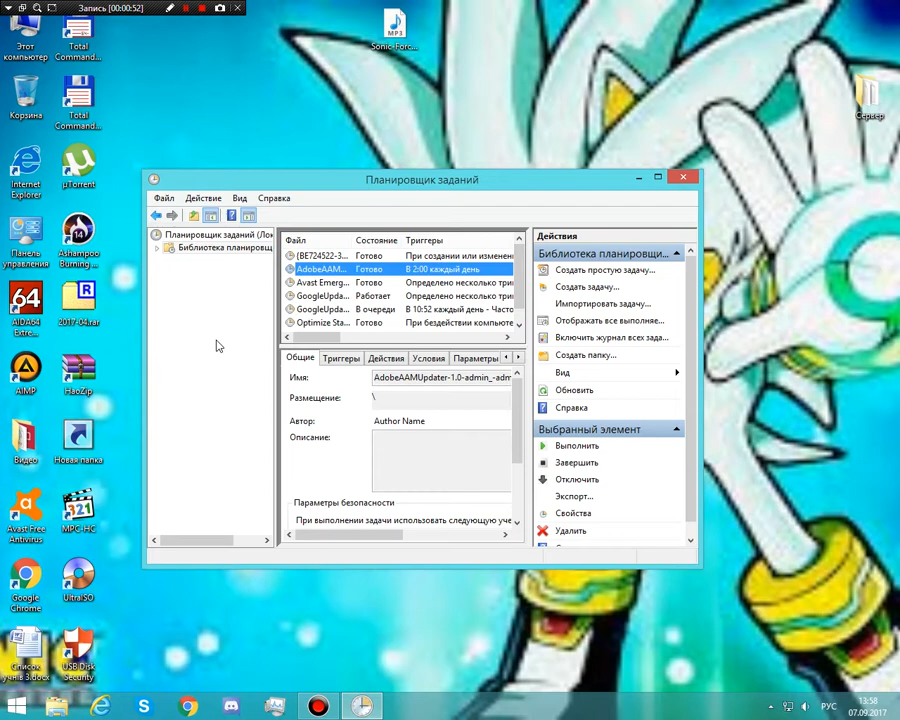 Запись [00:00:52]
Этот компьютер
Total Command...
MP3
Sonic-Forc...
Корзина
Total Command...
Сервер
Internet Explorer
µTorrent
Панель управления
14
Ashampoo Burning ...
64
AIDA64 Extre...
R
2017-04.rar
AIMP
HaoZip
Видео
Новая папка
Avast Free Antivirus
321
MPC-HC
Google Chrome
UltraISO
Список
учнів 3.docx
USB Disk Security
Планировщик заданий
Файл Действие Вид Справка
Планировщик заданий (Лок
Библиотека планировщ
Файл Состояние Триггеры
{BE724522-3... Готово При создании или изменен
AdobeAAM... Готово В 2:00 каждый день
Avast Emerg... Готово Определено несколько три
GoogleUpda... Работает Определено несколько три
GoogleUpda... В очереди В 10:52 каждый день - Часто
Optimize Sta... Готово При бездействии компьюте
Общие Триггеры Действия Условия Параметры
Имя: AdobeAAMUpdater-1.0-admin_-adm
Размещение: \
Автор: Author Name
Описание:
Параметры безопасности
При выполнении задачи использовать следующую уче
Действия
Библиотека планировщи...
Создать простую задачу...
Создать задачу...
Импортировать задачу...
Отображать все выполняе...
Включить журнал всех зада...
Создать папку...
Вид
Обновить
Справка
Выбранный элемент
Выполнить
Завершить
Отключить
Экспорт...
Свойства
Удалить
РУС
13:58
07.09.2017